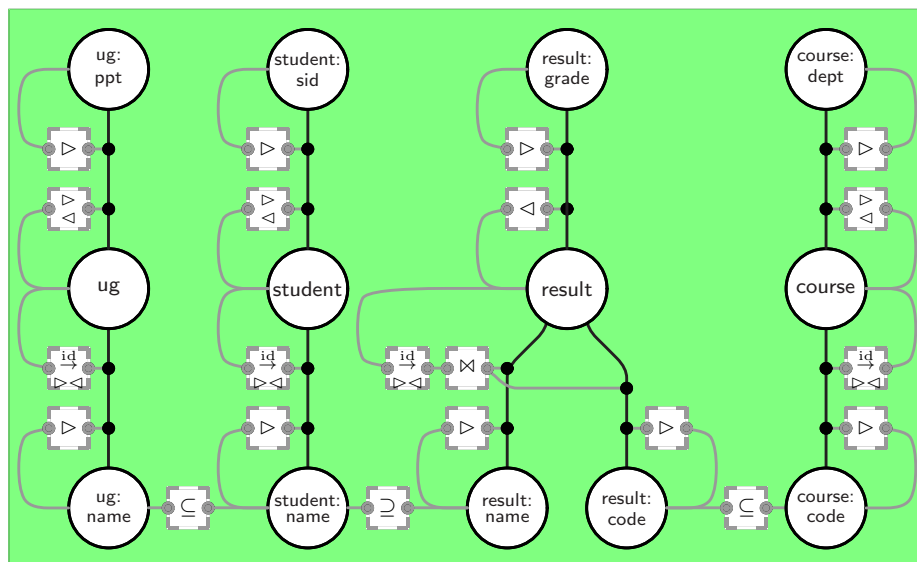 ug:
ppt
student:
sid
result:
grade
course:
dept
▷ ▷ ▷ ▷
▷ ▷ ▷
◁ ◁ ◁ ◁
ug student result course
id id id id
→ → → ⋈ →
▷◁ ▷◁ ▷◁ ▷◁
▷ ▷ ▷ ▷ ▷
ug:
name
⊆
student:
name
⊇
result:
name
result:
code
⊆
course:
code